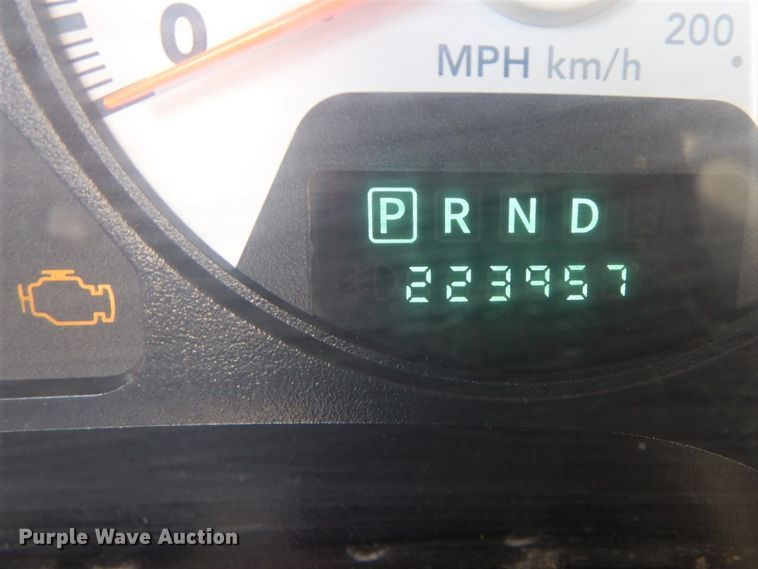 0
200
MPH km/h
P R N D
223957
Purple Wave Auction